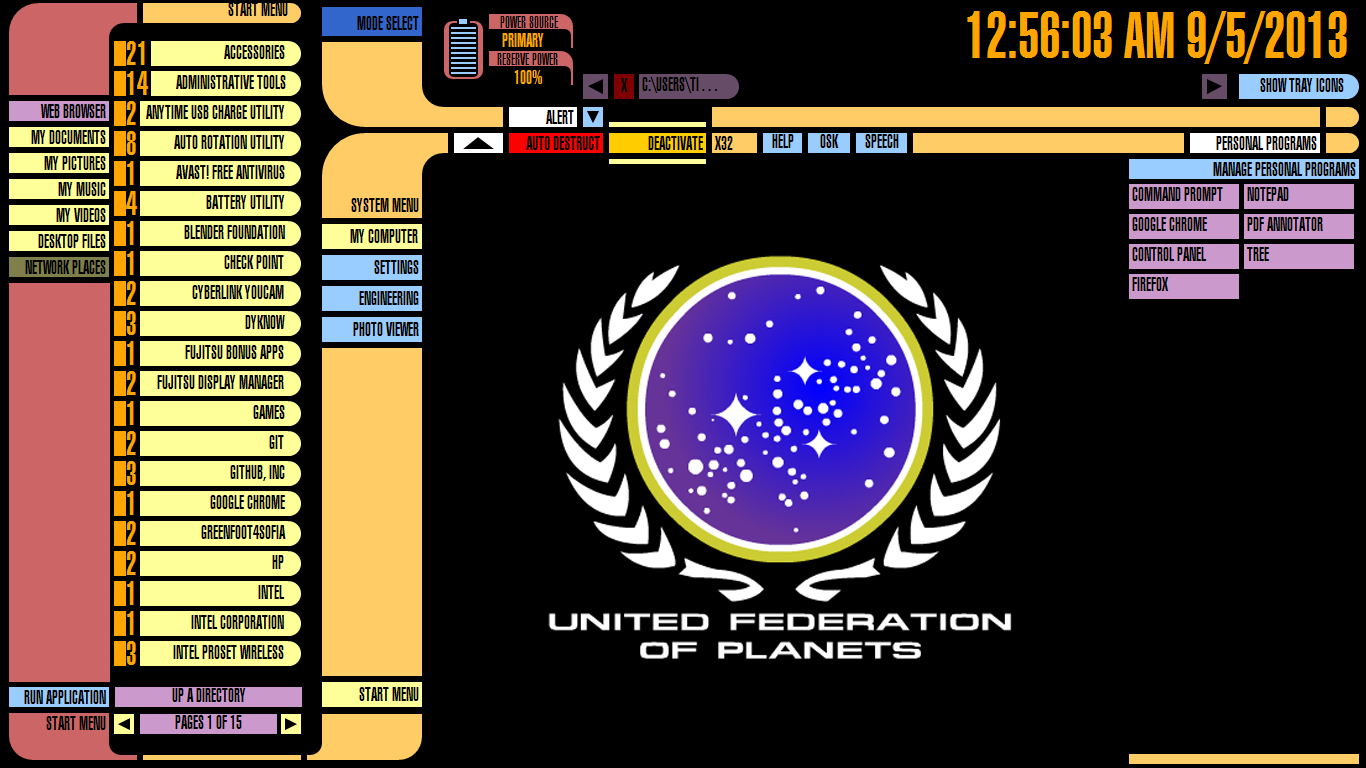 START MENU
21 ACCESSORIES
14 ADMINISTRATIVE TOOLS
2 ANYTIME USB CHARGE UTILITY
8 AUTO ROTATION UTILITY
1 AVAST! FREE ANTIVIRUS
4 BATTERY UTILITY
1 BLENDER FOUNDATION
1 CHECK POINT
2 CYBERLINK YOUCAM
3 DYKNOW
1 FUJITSU BONUS APPS
2 FUJITSU DISPLAY MANAGER
1 GAMES
2 GIT
3 GITHUB, INC
1 GOOGLE CHROME
2 GREENFOOT4SOFIA
2 HP
1 INTEL
1 INTEL CORPORATION
3 INTEL PROSET WIRELESS
UP A DIRECTORY
PAGES 1 OF 15
WEB BROWSER
MY DOCUMENTS
MY PICTURES
MY MUSIC
MY VIDEOS
DESKTOP FILES
NETWORK PLACES
RUN APPLICATION
START MENU
MODE SELECT
SYSTEM MENU
MY COMPUTER
SETTINGS
ENGINEERING
PHOTO VIEWER
START MENU
POWER SOURCE
PRIMARY
RESERVE POWER
100%
12:56:03 AM 9/5/2013
X C:\USERS\TI...
SHOW TRAY ICONS
ALERT
AUTO DESTRUCT DEACTIVATE X32 HELP OSK SPEECH PERSONAL PROGRAMS
MANAGE PERSONAL PROGRAMS
COMMAND PROMPT NOTEPAD
GOOGLE CHROME PDF ANNOTATOR
CONTROL PANEL TREE
FIREFOX
UNITED FEDERATION
OF PLANETS